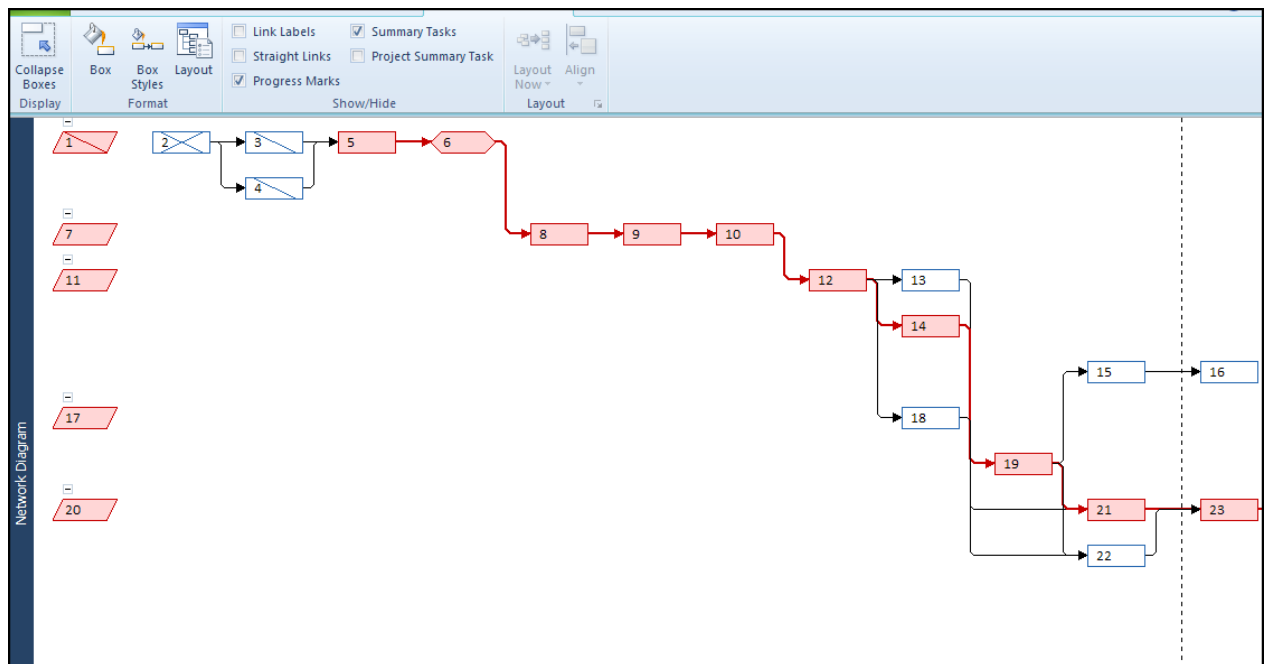 Link Labels
Summary Tasks
Straight Links
Project Summary Task
Progress Marks
Collapse Boxes
Box
Box Styles
Layout
Layout Now
Align
Display
Format
Show/Hide
Layout
Network Diagram
1 2 3 5 6
4
7 8 9 10
11 12 13
14
15 16
17 18
19
20 21 23
22